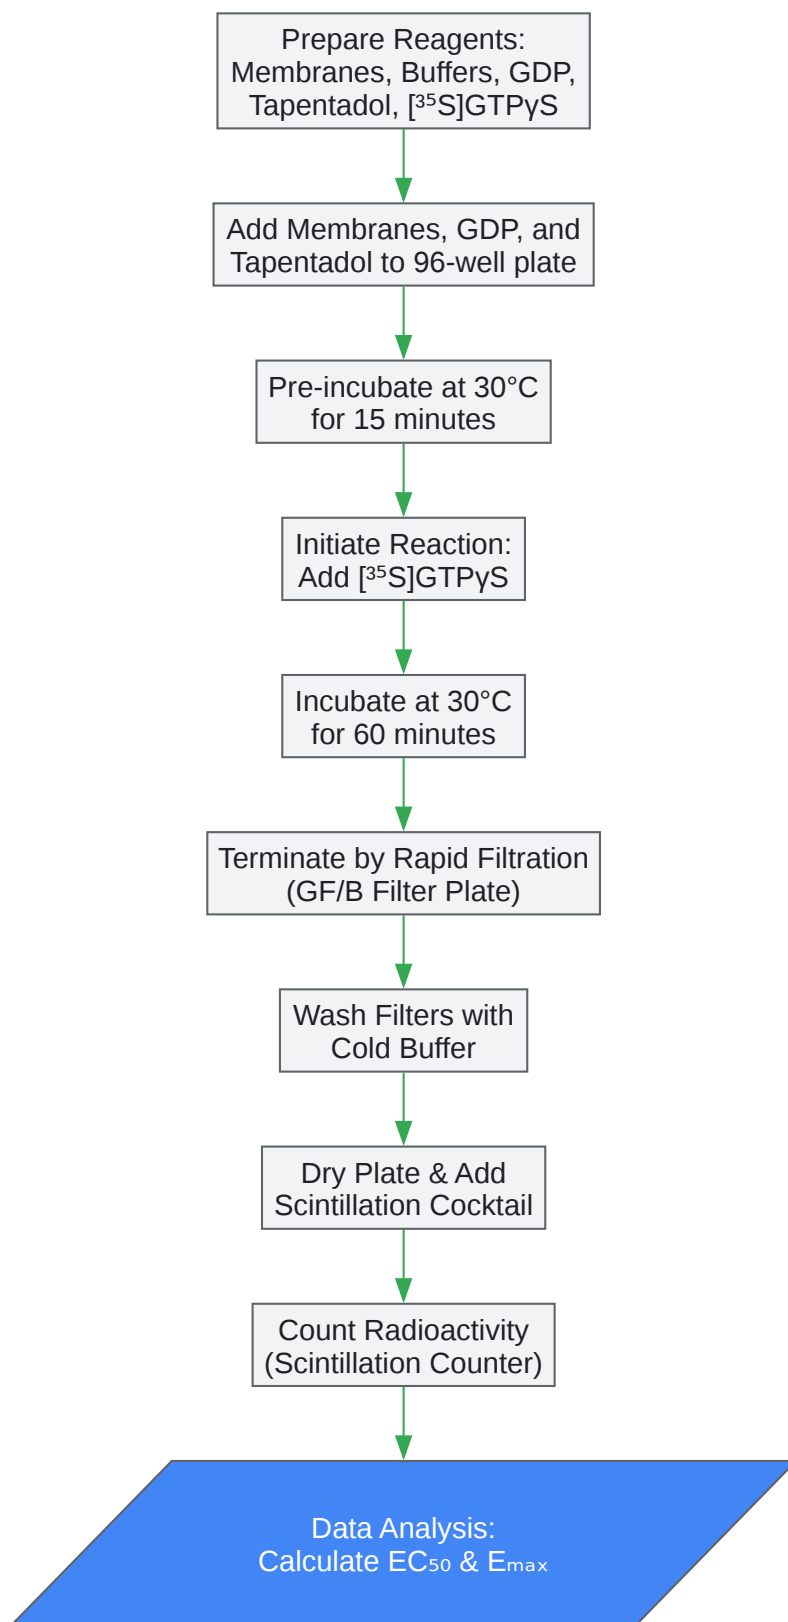 Prepare Reagents:
Membranes, Buffers, GDP,
Tapentadol, [³⁵S]GTPγS
Add Membranes, GDP, and
Tapentadol to 96-well plate
Pre-incubate at 30°C
for 15 minutes
Initiate Reaction:
Add [³⁵S]GTPγS
Incubate at 30°C
for 60 minutes
Terminate by Rapid Filtration
(GF/B Filter Plate)
Wash Filters with
Cold Buffer
Dry Plate & Add
Scintillation Cocktail
Count Radioactivity
(Scintillation Counter)
Data Analysis:
Calculate EC₅₀ & Eₘₐₓ